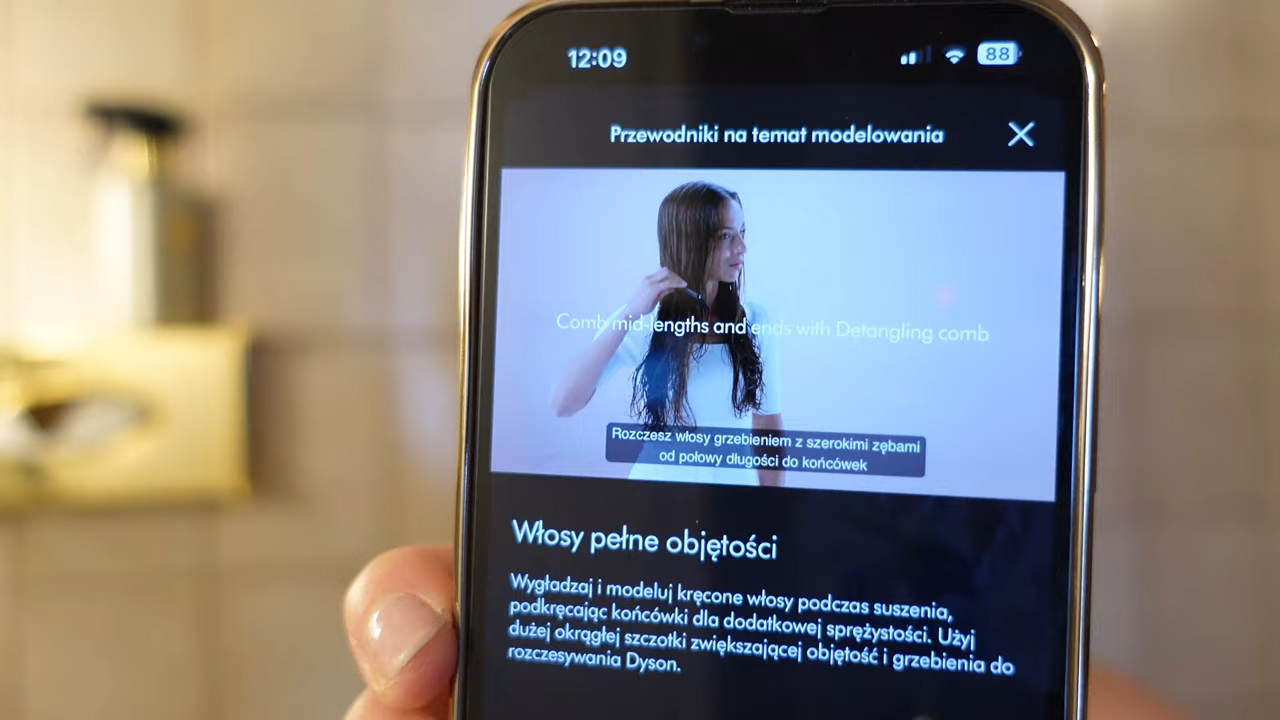 12:09
88
Przewodniki na temat modelowania
Comb mid-lengths and ends with Detangling comb
Rozczesz włosy grzebieniem z szerokimi zębami
od połowy długości do końcówek
Włosy pełne objętości
Wygładzaj i modeluj kręcone włosy podczas suszenia,
podkręcając końcówki dla dodatkowej sprężystości. Użyj
dużej okrągłej szczotki zwiększającej objętość i grzebienia do
rozczesywania Dyson.